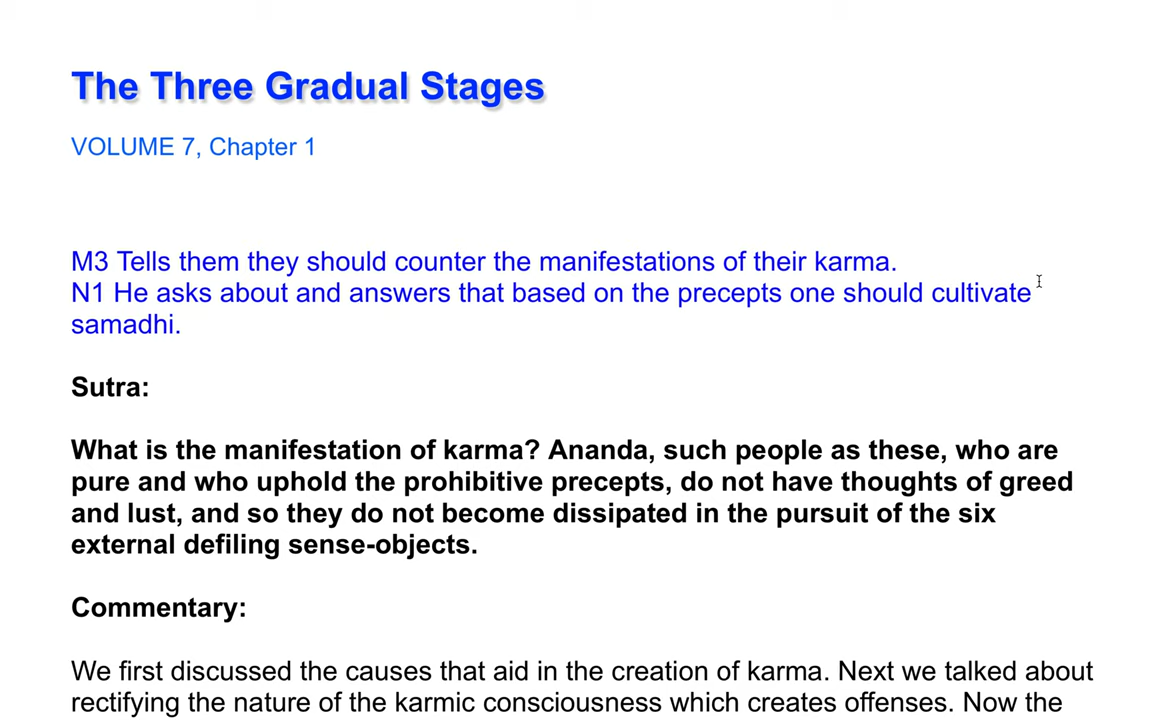 The Three Gradual Stages
VOLUME 7, Chapter 1
M3 Tells them they should counter the manifestations of their karma.
N1 He asks about and answers that based on the precepts one should cultivate
samadhi.
Sutra:
What is the manifestation of karma? Ananda, such people as these, who are
pure and who uphold the prohibitive precepts, do not have thoughts of greed
and lust, and so they do not become dissipated in the pursuit of the six
external defiling sense-objects.
Commentary:
We first discussed the causes that aid in the creation of karma. Next we talked about
rectifying the nature of the karmic consciousness which creates offenses. Now the